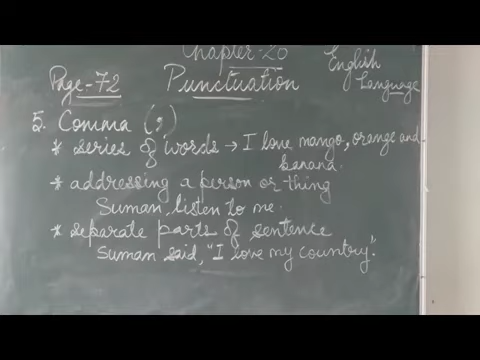 Chapter-20
English
Language
Page-72
Punctuation
5. Comma (,)
* series of words → I love mango, orange and
banana.
* addressing a person or thing
Suman, listen to me.
* separate parts of sentence
Suman said, "I love my country".